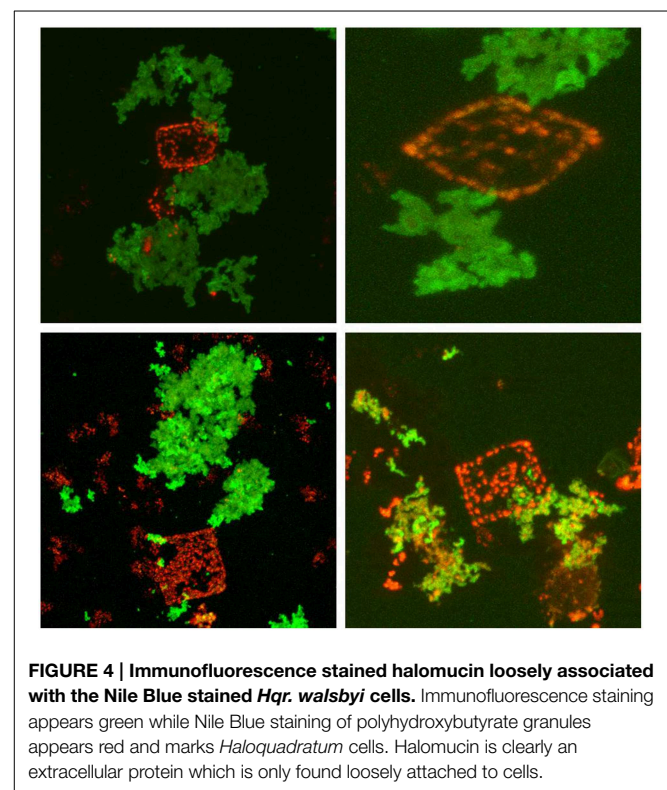 FIGURE 4 | Immunofluorescence stained halomucin loosely associated
with the Nile Blue stained Hqr. walsbyi cells. Immunofluorescence staining
appears green while Nile Blue staining of polyhydroxybutyrate granules
appears red and marks Haloquadratum cells. Halomucin is clearly an
extracellular protein which is only found loosely attached to cells.